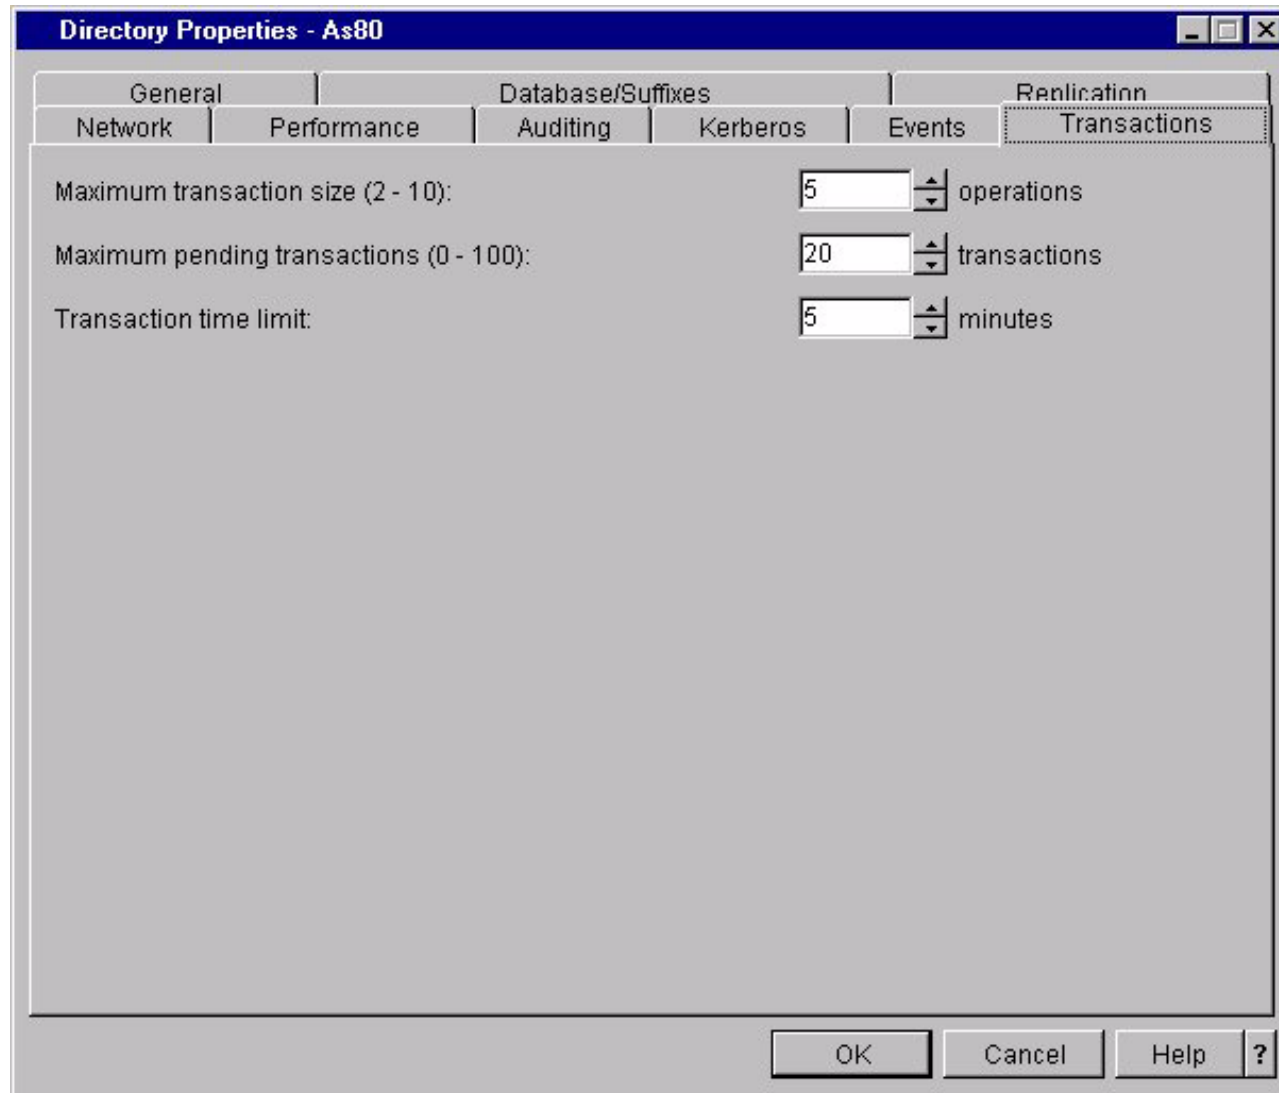 Directory Properties - As80
General Database/Suffixes Replication
Network Performance Auditing Kerberos Events Transactions
Maximum transaction size (2 - 10): 5 operations
Maximum pending transactions (0 - 100): 20 transactions
Transaction time limit: 5 minutes
OK Cancel Help ?